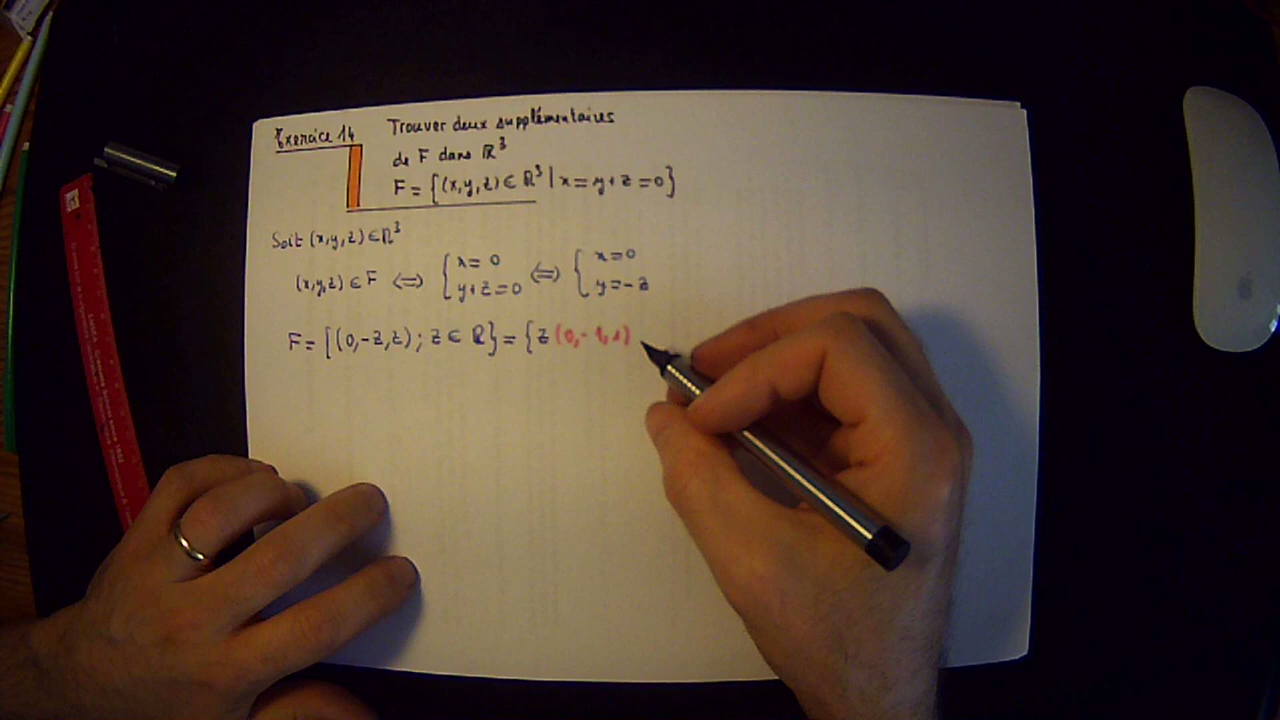 Exercice 14
Trouver deux supplémentaires
de F dans ℝ³
F = {(x,y,z) ∈ ℝ³ | x = y+z = 0}
Soit (x,y,z) ∈ ℝ³
(x,y,z) ∈ F ⟺ { x = 0 ⟺ { x = 0
y+z = 0 y = -z
F = {(0,-z,z) ; z ∈ ℝ} = {z (0,-1,1)